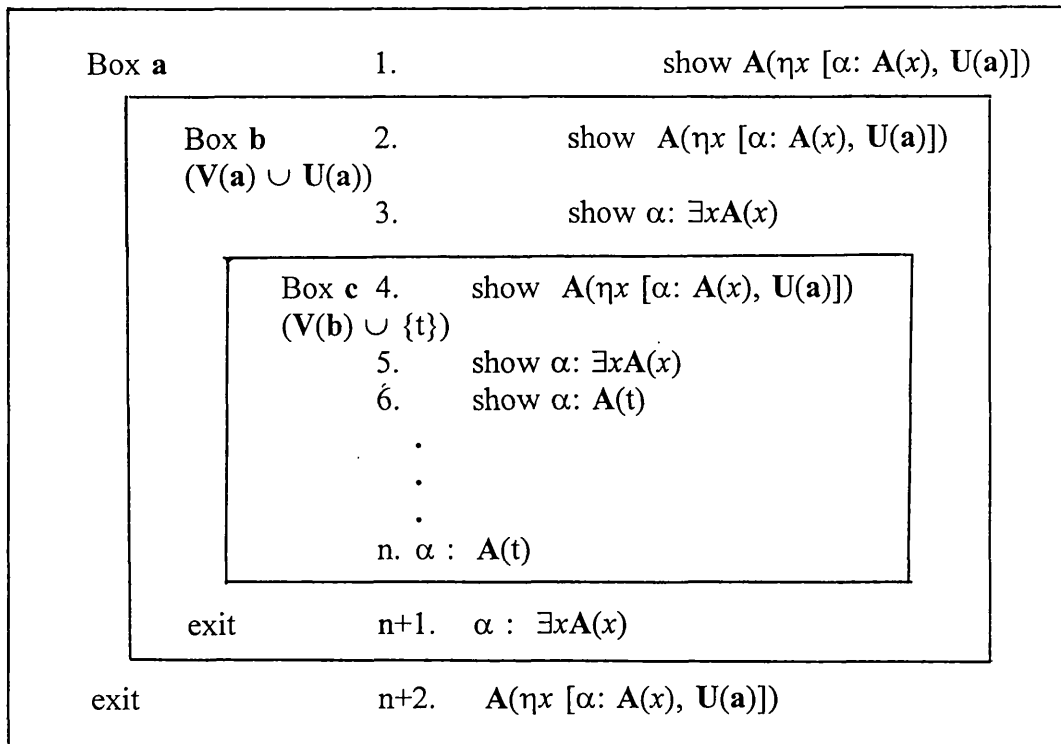 Box a 1. show A(ηx [α: A(x), U(a)])
Box b 2. show A(ηx [α: A(x), U(a)])
(V(a) ∪ U(a))
3. show α: ∃xA(x)
Box c 4. show A(ηx [α: A(x), U(a)])
(V(b) ∪ {t})
5. show α: ∃xA(x)
6. show α: A(t)
.
.
.
n. α : A(t)
exit n+1. α : ∃xA(x)
exit n+2. A(ηx [α: A(x), U(a)])